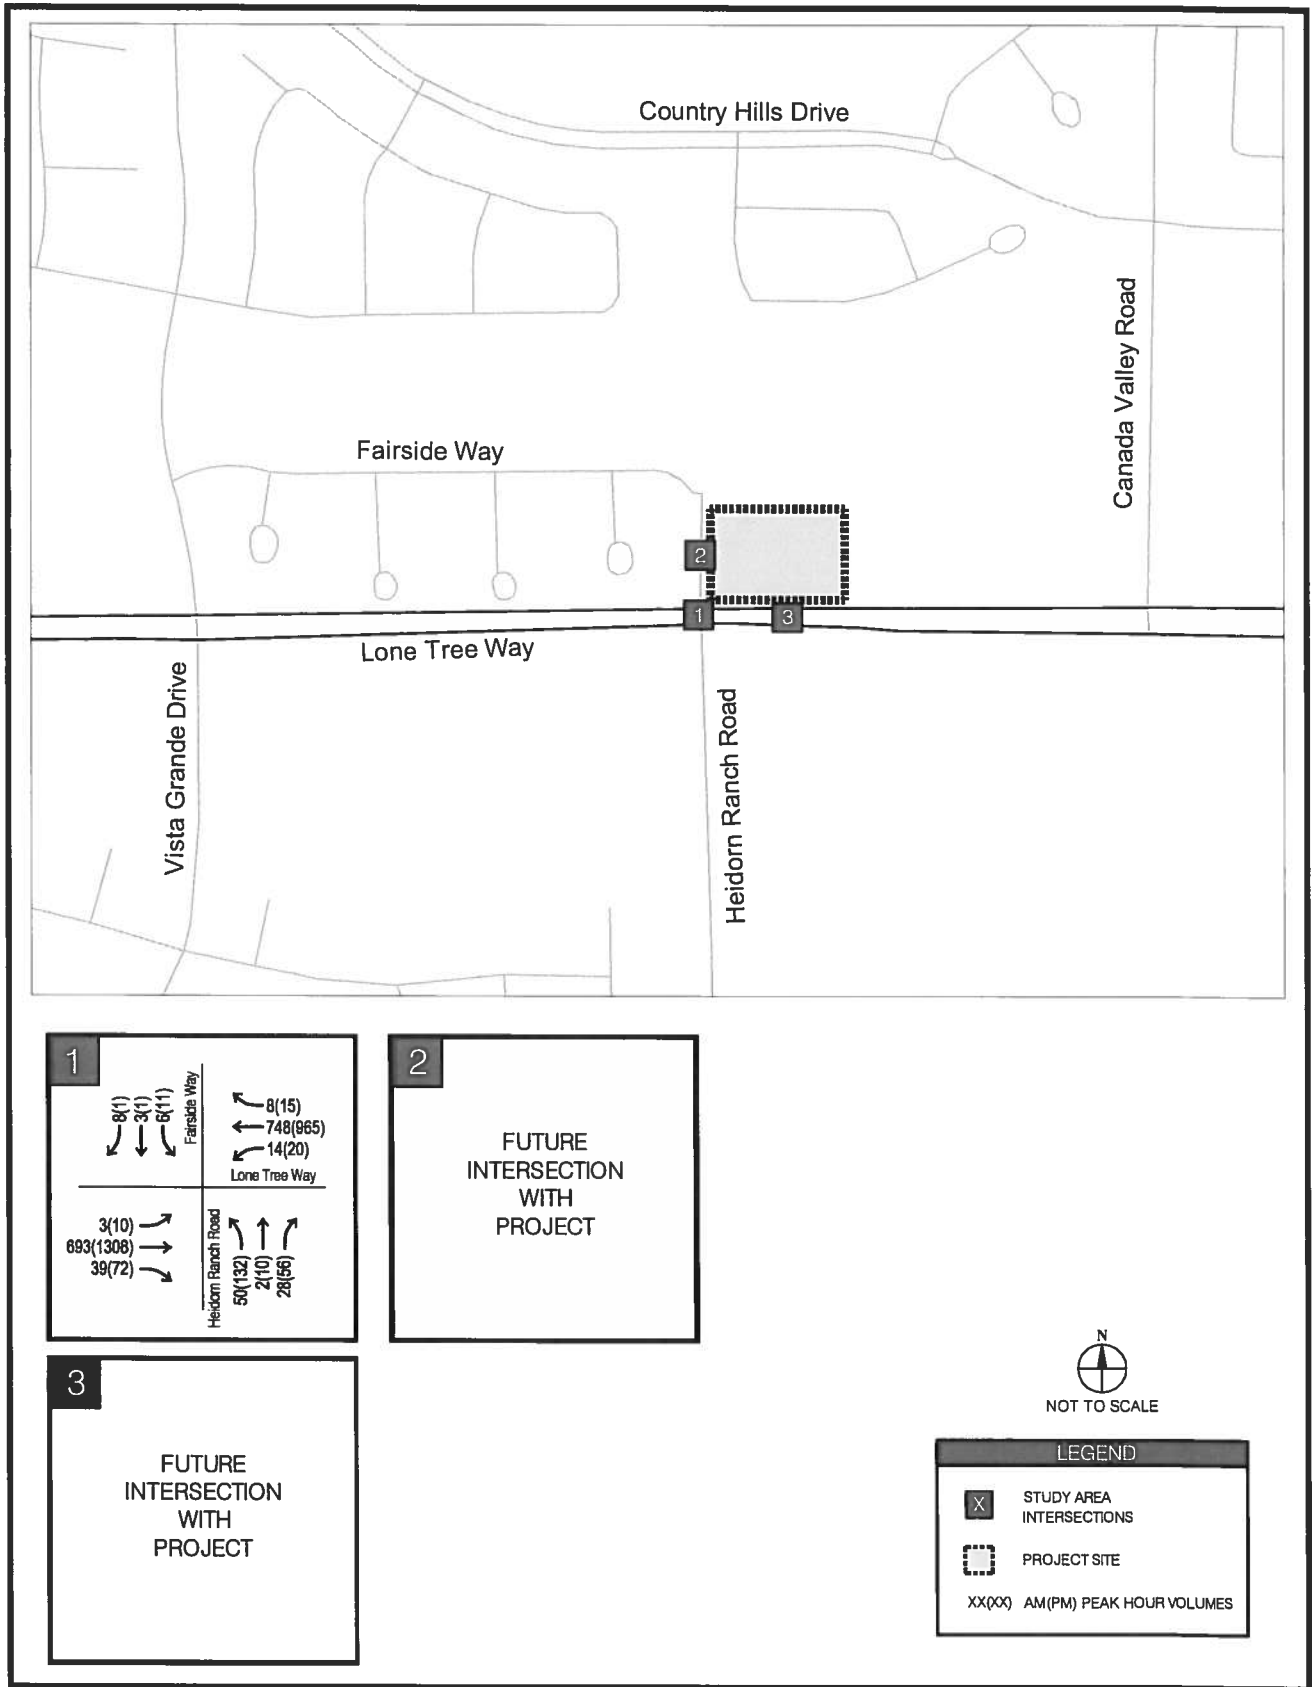 Country Hills Drive
Canada Valley Road
Fairside Way
2
1
3
Lone Tree Way
Vista Grande Drive
Heidorn Ranch Road
1
8(1)
3(1)
6(11)
Fairside Way
8(15)
748(965)
14(20)
Lone Tree Way
3(10)
693(1308)
39(72)
Heidorn Ranch Road
50(132)
2(10)
28(56)
2
FUTURE
INTERSECTION
WITH
PROJECT
3
FUTURE
INTERSECTION
WITH
PROJECT
N
NOT TO SCALE
LEGEND
X
STUDY AREA
INTERSECTIONS
PROJECT SITE
XX(XX) AM(PM) PEAK HOUR VOLUMES